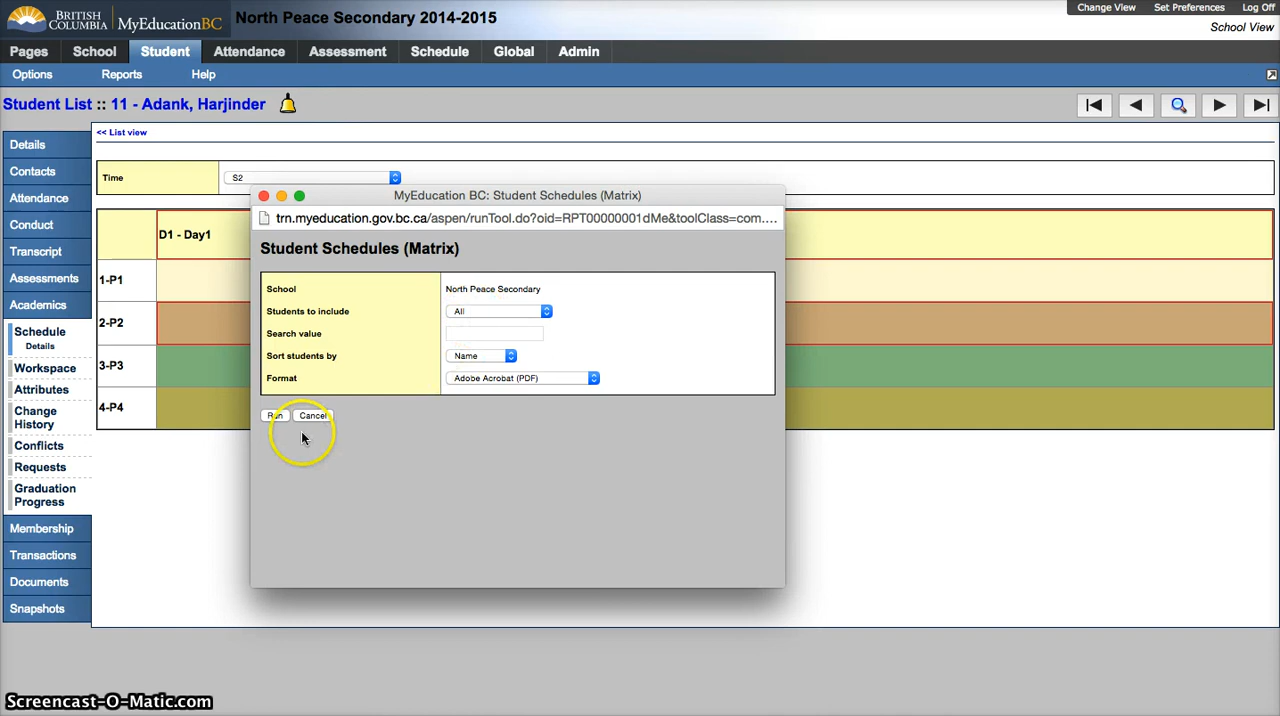 BRITISH COLUMBIA
MyEducationBC
North Peace Secondary 2014-2015
Change View Set Preferences Log Off
School View
Pages School Student Attendance Assessment Schedule Global Admin
Options Reports Help
Student List :: 11 - Adank, Harjinder
Details
Contacts
Attendance
Conduct
Transcript
Assessments
Academics
Schedule
Details
Workspace
Attributes
Change
History
Conflicts
Requests
Graduation
Progress
Membership
Transactions
Documents
Snapshots
<< List view
Time S2
D1 - Day1
1-P1
2-P2
3-P3
4-P4
MyEducation BC: Student Schedules (Matrix)
trn.myeducation.gov.bc.ca/aspen/runTool.do?oid=RPT00000001dMe&toolClass=com....
Student Schedules (Matrix)
School North Peace Secondary
Students to include All
Search value
Sort students by Name
Format Adobe Acrobat (PDF)
Run Cancel
Screencast-O-Matic.com